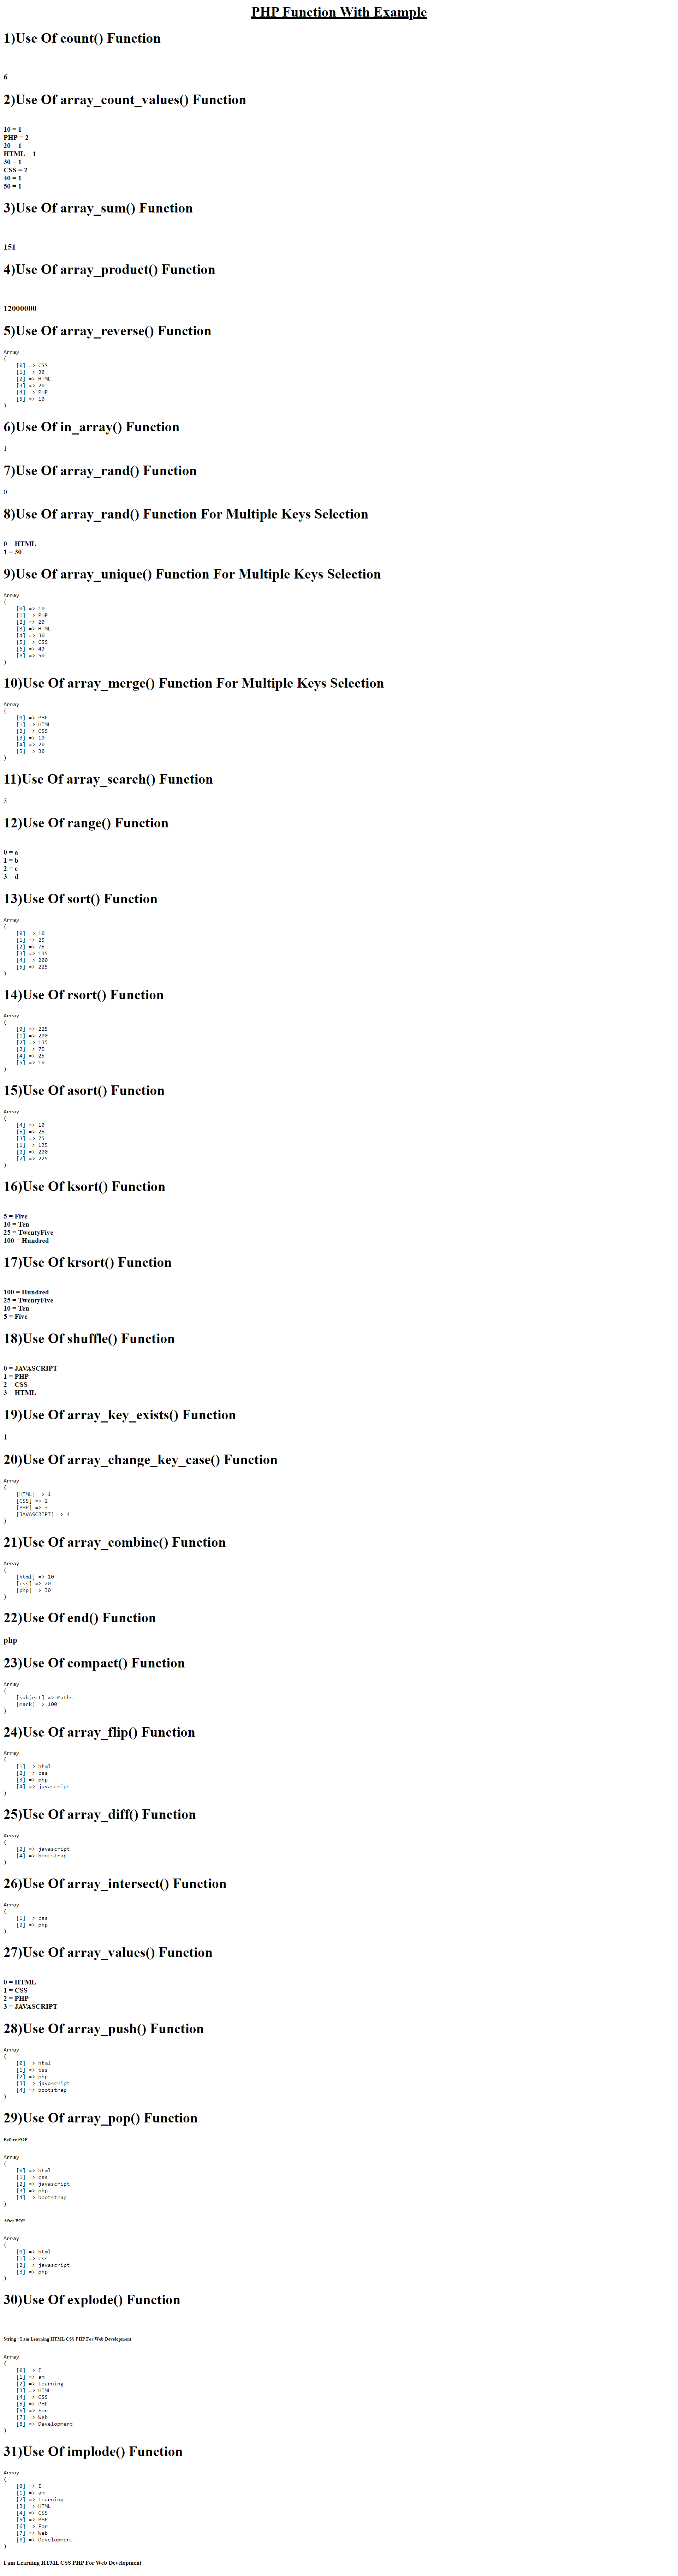 PHP Function With Example
1)Use Of count() Function
6
2)Use Of array_count_values() Function
10 = 1
PHP = 2
20 = 1
HTML = 1
30 = 1
CSS = 2
40 = 1
50 = 1
3)Use Of array_sum() Function
151
4)Use Of array_product() Function
12000000
5)Use Of array_reverse() Function
Array
(
[0] => CSS
[1] => 30
[2] => HTML
[3] => 20
[4] => PHP
[5] => 10
)
6)Use Of in_array() Function
1
7)Use Of array_rand() Function
0
8)Use Of array_rand() Function For Multiple Keys Selection
0 = HTML
1 = 30
9)Use Of array_unique() Function For Multiple Keys Selection
Array
(
[0] => 10
[1] => PHP
[2] => 20
[3] => HTML
[4] => 30
[5] => CSS
[6] => 40
[8] => 50
)
10)Use Of array_merge() Function For Multiple Keys Selection
Array
(
[0] => PHP
[1] => HTML
[2] => CSS
[3] => 10
[4] => 20
[5] => 30
)
11)Use Of array_search() Function
3
12)Use Of range() Function
0 = a
1 = b
2 = c
3 = d
13)Use Of sort() Function
Array
(
[0] => 10
[1] => 25
[2] => 75
[3] => 135
[4] => 200
[5] => 225
)
14)Use Of rsort() Function
Array
(
[0] => 225
[1] => 200
[2] => 135
[3] => 75
[4] => 25
[5] => 10
)
15)Use Of asort() Function
Array
(
[4] => 10
[5] => 25
[3] => 75
[1] => 135
[0] => 200
[2] => 225
)
16)Use Of ksort() Function
5 = Five
10 = Ten
25 = TwentyFive
100 = Hundred
17)Use Of krsort() Function
100 = Hundred
25 = TwentyFive
10 = Ten
5 = Five
18)Use Of shuffle() Function
0 = JAVASCRIPT
1 = PHP
2 = CSS
3 = HTML
19)Use Of array_key_exists() Function
1
20)Use Of array_change_key_case() Function
Array
(
[HTML] => 1
[CSS] => 2
[PHP] => 3
[JAVASCRIPT] => 4
)
21)Use Of array_combine() Function
Array
(
[html] => 10
[css] => 20
[php] => 30
)
22)Use Of end() Function
php
23)Use Of compact() Function
Array
(
[subject] => Maths
[mark] => 100
)
24)Use Of array_flip() Function
Array
(
[1] => html
[2] => css
[3] => php
[4] => javascript
)
25)Use Of array_diff() Function
Array
(
[2] => javascript
[4] => bootstrap
)
26)Use Of array_intersect() Function
Array
(
[1] => css
[2] => php
)
27)Use Of array_values() Function
0 = HTML
1 = CSS
2 = PHP
3 = JAVASCRIPT
28)Use Of array_push() Function
Array
(
[0] => html
[1] => css
[2] => php
[3] => javascript
[4] => bootstrap
)
29)Use Of array_pop() Function
Before POP
Array
(
[0] => html
[1] => css
[2] => javascript
[3] => php
[4] => bootstrap
)
After POP
Array
(
[0] => html
[1] => css
[2] => javascript
[3] => php
)
30)Use Of explode() Function
String : I am Learning HTML CSS PHP For Web Development
Array
(
[0] => I
[1] => am
[2] => Learning
[3] => HTML
[4] => CSS
[5] => PHP
[6] => For
[7] => Web
[8] => Development
)
31)Use Of implode() Function
Array
(
[0] => I
[1] => am
[2] => Learning
[3] => HTML
[4] => CSS
[5] => PHP
[6] => For
[7] => Web
[8] => Development
)
I am Learning HTML CSS PHP For Web Development